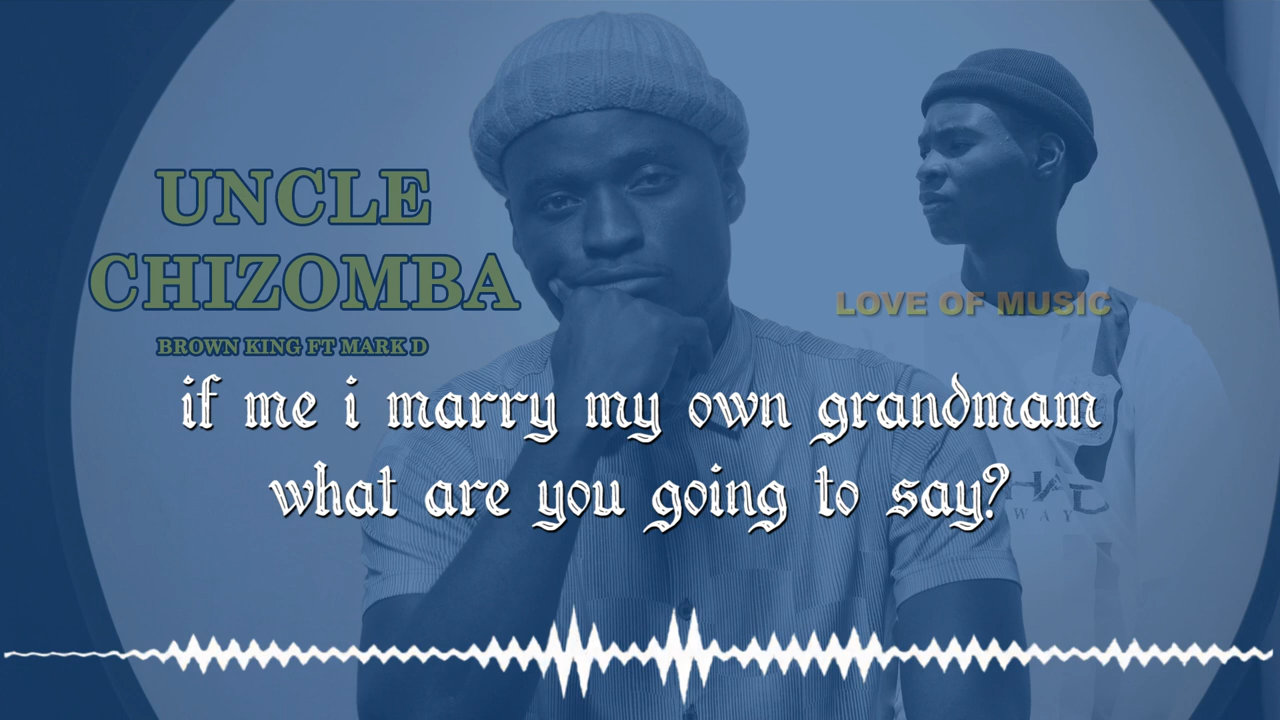 UNCLE
CHIZOMBA
BROWN KING FT MARK D
LOVE OF MUSIC
if me i marry my own grandmam
what are you going to say?
WAY